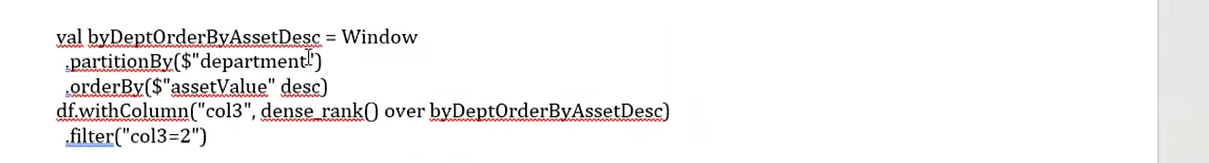 val byDeptOrderByAssetDesc = Window
.partitionBy($"department")
.orderBy($"assetValue" desc)
df.withColumn("col3", dense_rank() over byDeptOrderByAssetDesc)
.filter("col3=2")